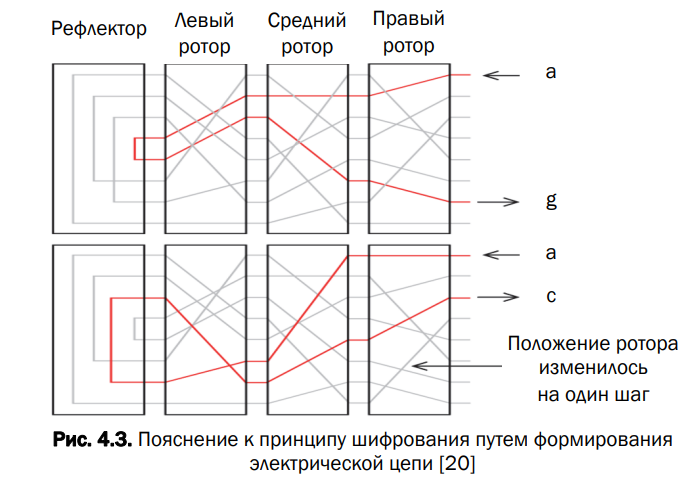 Рефлектор
Левый
ротор
Средний
ротор
Правый
ротор
a
g
a
c
Положение ротора
изменилось
на один шаг
Рис. 4.3. Пояснение к принципу шифрования путем формирования
электрической цепи [20]